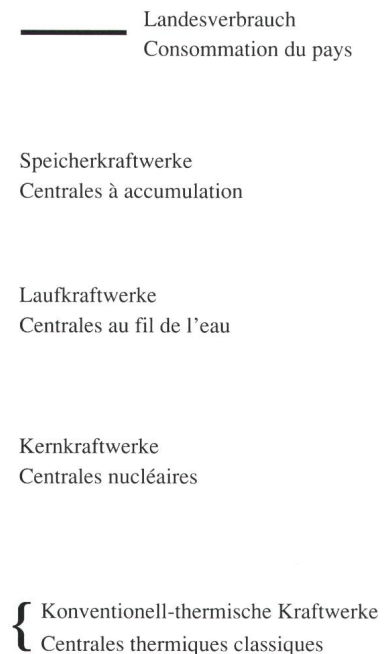 Landesverbrauch
Consommation du pays
Speicherkraftwerke
Centrales à accumulation
Laufkraftwerke
Centrales au fil de l'eau
Kernkraftwerke
Centrales nucléaires
Konventionell-thermische Kraftwerke
Centrales thermiques classiques